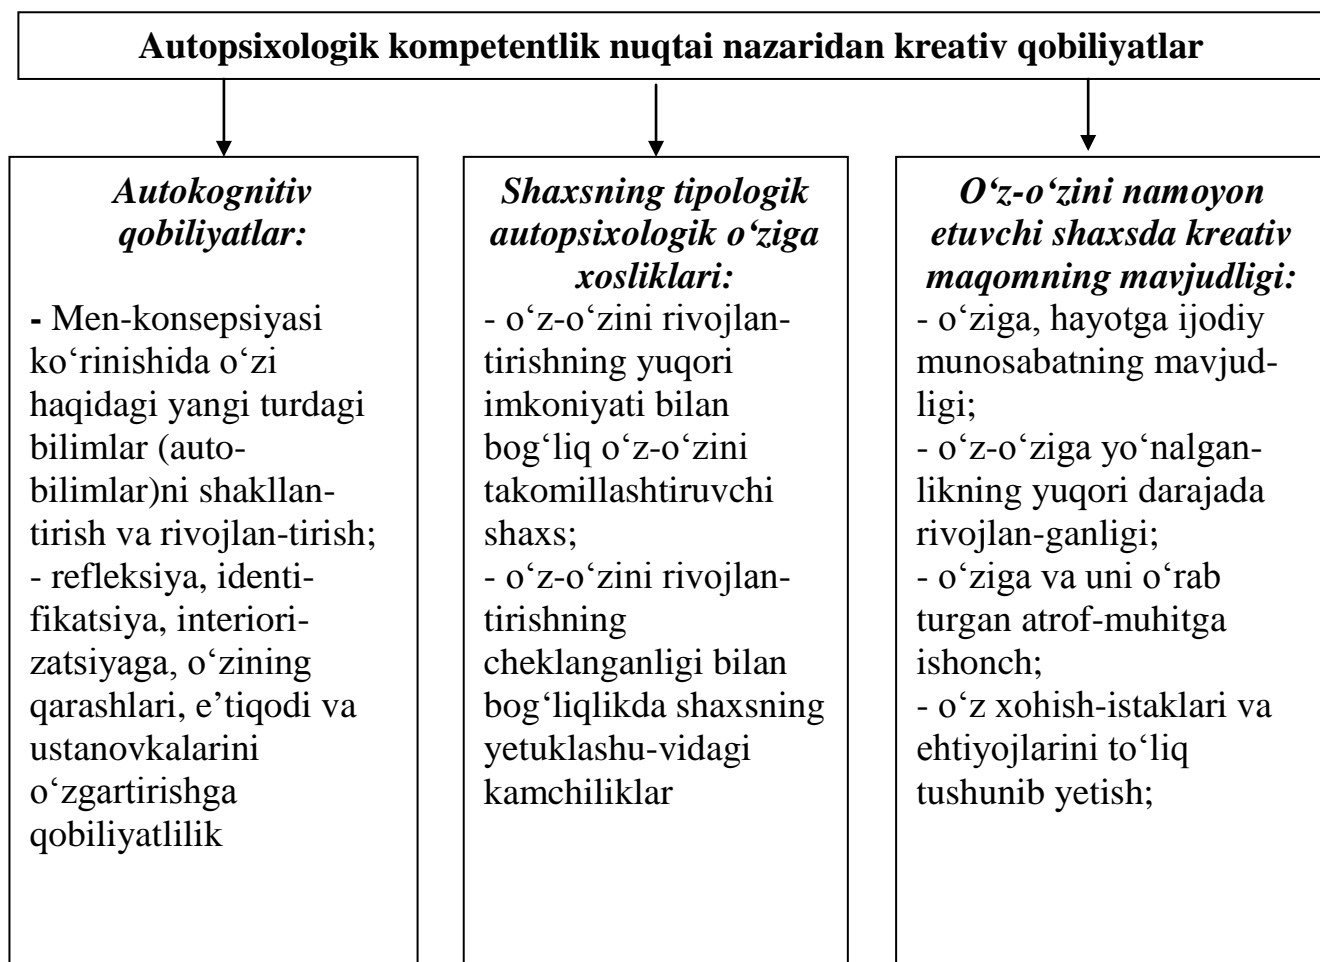 Autopsixologik kompetentlik nuqtai nazaridan kreativ qobiliyatlar
Autokognitiv
qobiliyatlar:
- Men-konsepsiyasi
ko‘rinishida o‘zi
haqidagi yangi turdagi
bilimlar (auto-
bilimlar)ni shakllan-
tirish va rivojlan-tirish;
- refleksiya, identi-
fikatsiya, interiori-
zatsiyaga, o‘zining
qarashlari, e’tiqodi va
ustanovkalarini
o‘zgartirishga
qobiliyatlilik
Shaxsning tipologik
autopsixologik o‘ziga
xosliklari:
- o‘z-o‘zini rivojlan-
tirishning yuqori
imkoniyati bilan
bog‘liq o‘z-o‘zini
takomillashtiruvchi
shaxs;
- o‘z-o‘zini rivojlan-
tirishning
cheklanganligi bilan
bog‘liqlikda shaxsning
yetuklashu-vidagi
kamchiliklar
O‘z-o‘zini namoyon
etuvchi shaxsda kreativ
maqomning mavjudligi:
- o‘ziga, hayotga ijodiy
munosabatning mavjud-
ligi;
- o‘z-o‘ziga yo‘nalgan-
likning yuqori darajada
rivojlan-ganligi;
- o‘ziga va uni o‘rab
turgan atrof-muhitga
ishonch;
- o‘z xohish-istaklari va
ehtiyojlarini to‘liq
tushunib yetish;